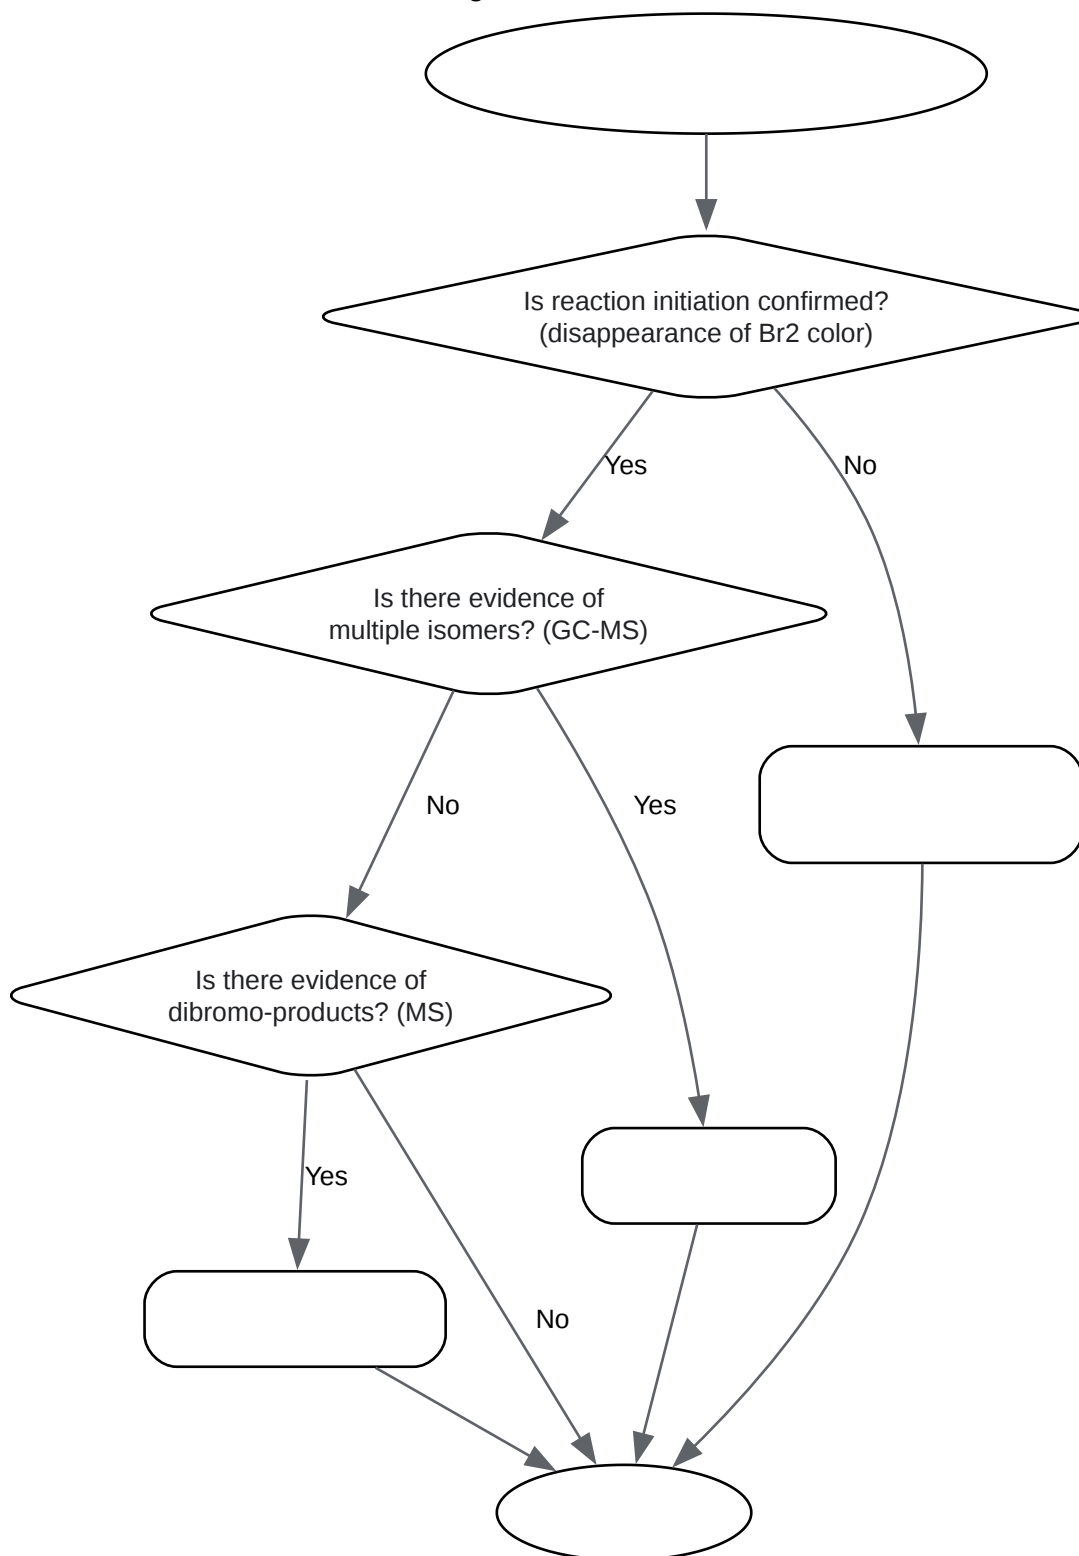 Is reaction initiation confirmed?
(disappearance of Br2 color)
Yes
No
Is there evidence of
multiple isomers? (GC-MS)
No
Yes
Is there evidence of
dibromo-products? (MS)
Yes
No